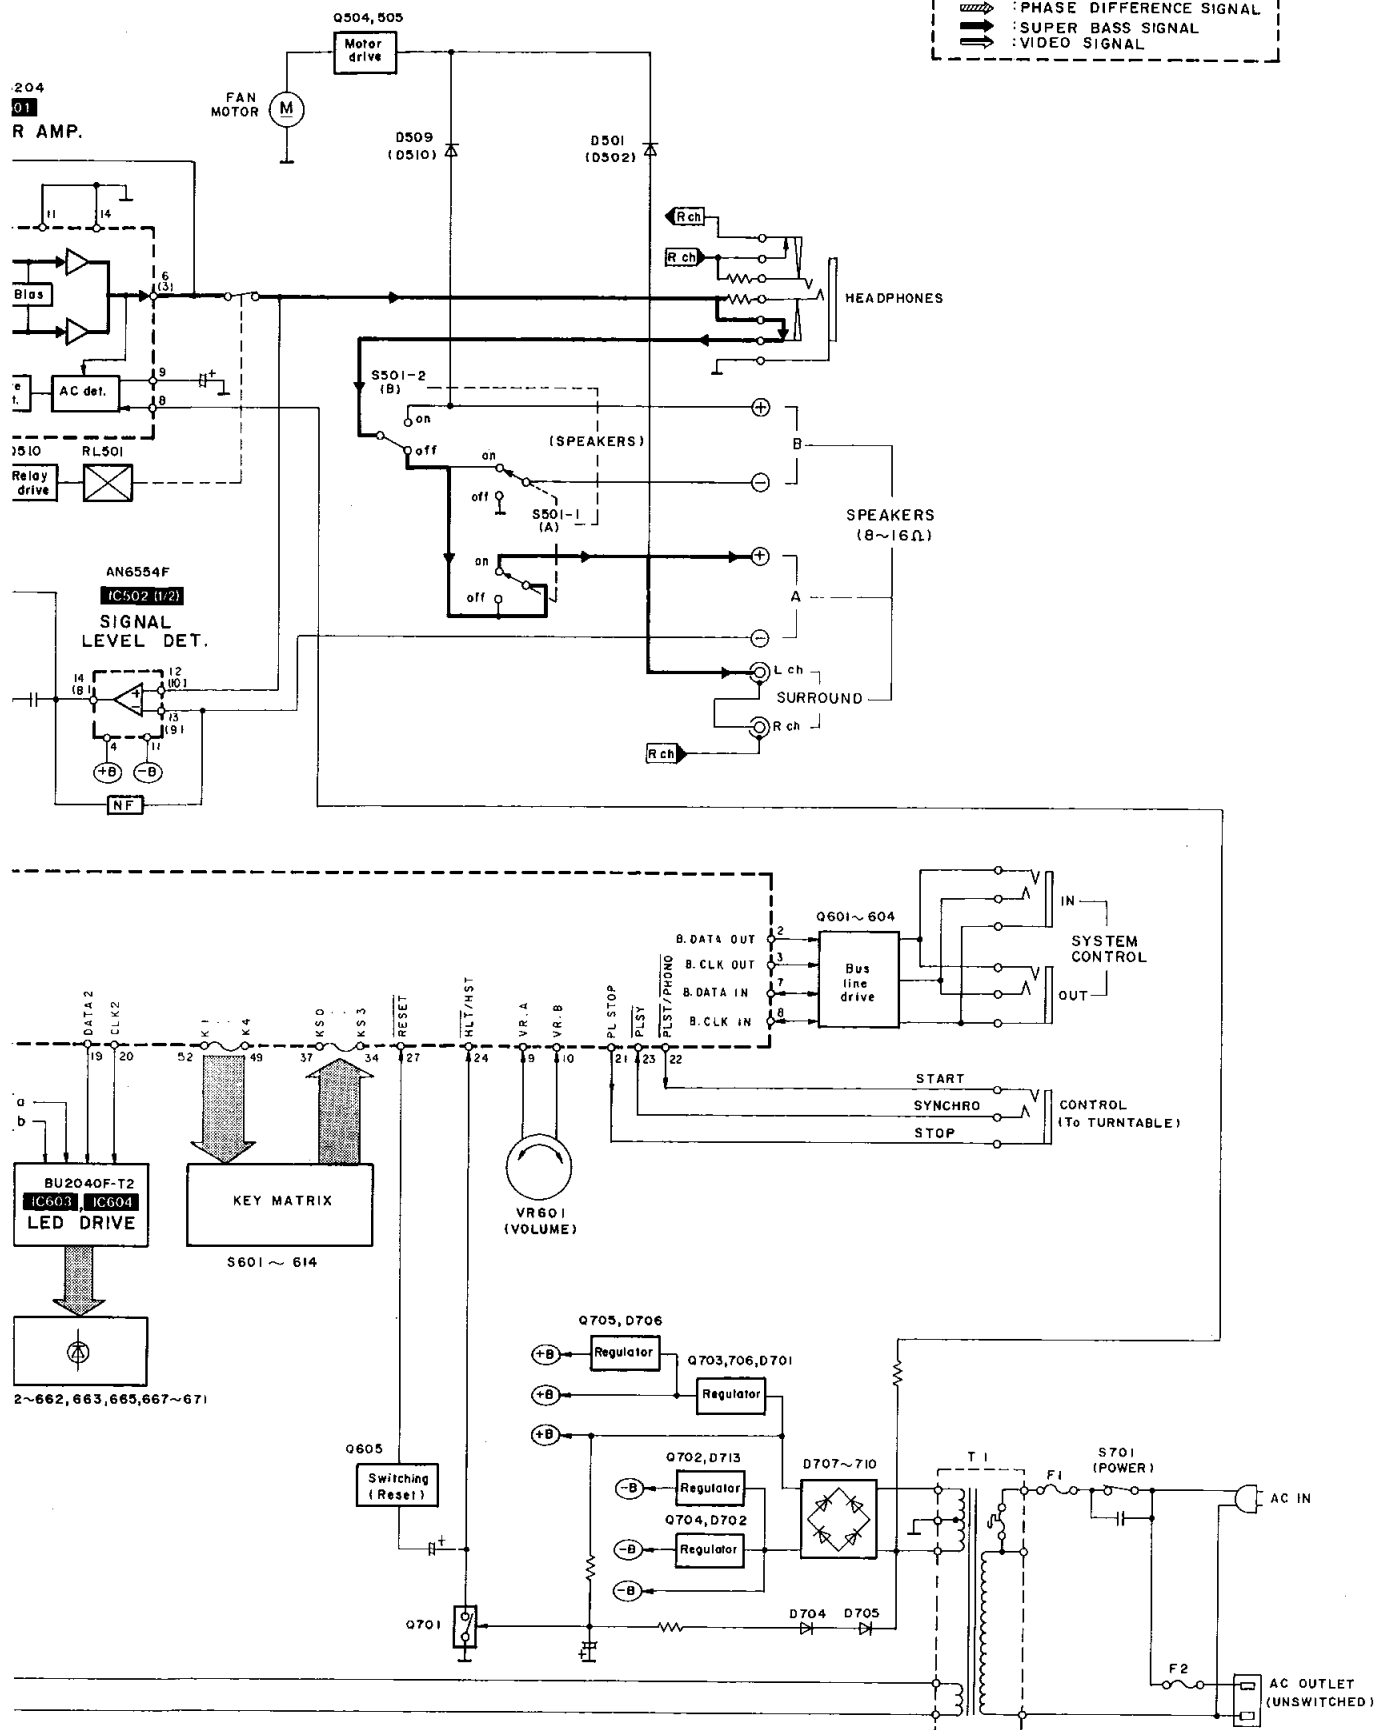 :PHASE DIFFERENCE SIGNAL
:SUPER BASS SIGNAL
:VIDEO SIGNAL
Q504, 505
Motor
drive
204
01
R AMP.
FAN
MOTOR
M
D509
(D510)
D501
(D502)
11
14
R ch
R ch
6
(3)
Bias
HEADPHONES
AC det.
9
+
8
S501-2
(B)
on
off
(SPEAKERS)
on
off
S501-1
(A)
+
B
−
SPEAKERS
(8~16Ω)
D510
RL501
Relay
drive
on
off
+
A
−
AN6554F
IC502 (1/2)
SIGNAL
LEVEL DET.
14
(8)
12
(10)
+
−
13
(9)
4
11
+B
−B
NF
L ch
SURROUND
R ch
R ch
Q601~604
B. DATA OUT
2
B. CLK OUT
3
B. DATA IN
7
B. CLK IN
8
Bus
line
drive
IN
SYSTEM
CONTROL
OUT
DATA2
CLK2
K1
K4
KS0
KS3
RESET
HLT/HST
VR. A
VR. B
PL STOP
PLSY
PLST/PHONO
19
20
52
49
37
34
27
24
9
10
21
23
22
START
SYNCHRO
STOP
CONTROL
(To TURNTABLE)
a
b
BU2040F-T2
IC603, IC604
LED DRIVE
KEY MATRIX
S601~614
VR601
(VOLUME)
2~662, 663, 665, 667~671
Q705, D706
+B
Regulator
Q703, 706, D701
+B
Regulator
+B
Q605
Switching
(Reset)
+
Q702, D713
−B
Regulator
D707~710
Q704, D702
−B
Regulator
−B
T1
F1
S701
(POWER)
AC IN
Q701
+
D704
D705
F2
AC OUTLET
(UNSWITCHED)